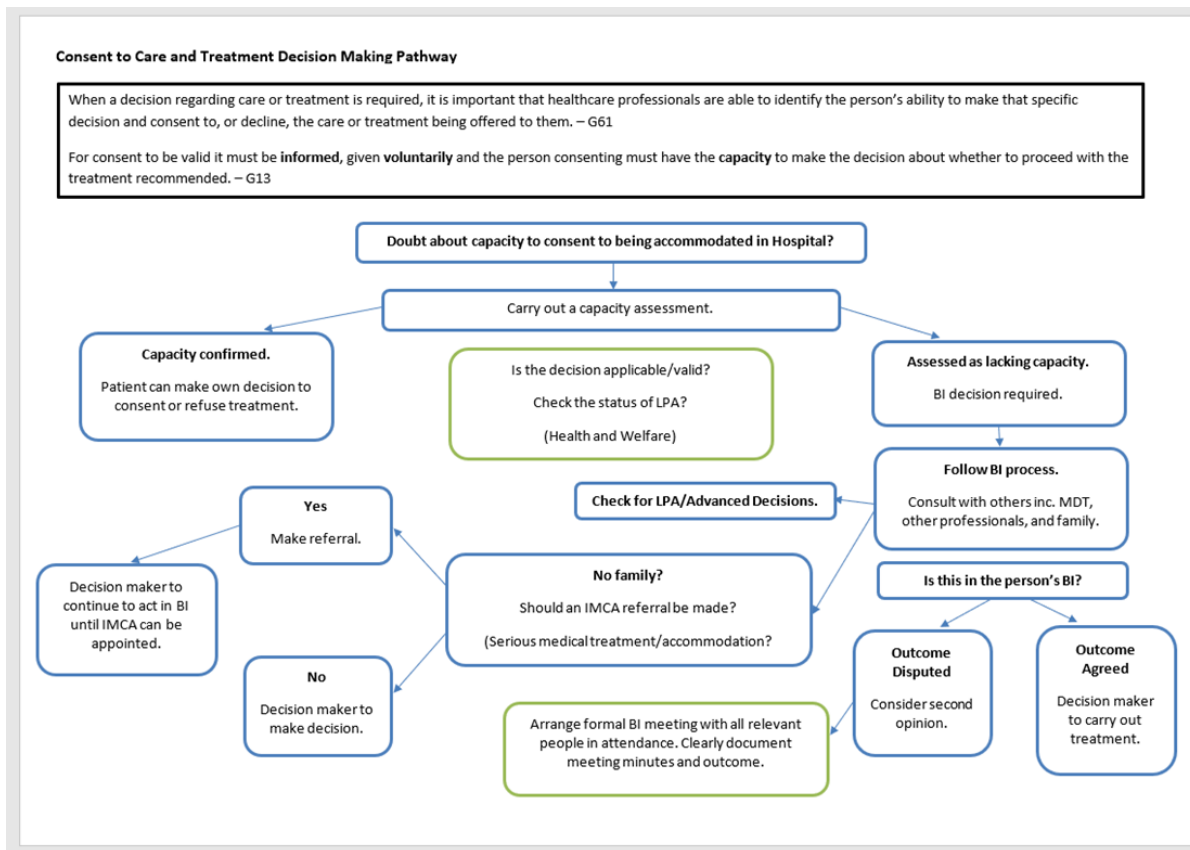 Consent to Care and Treatment Decision Making Pathway
When a decision regarding care or treatment is required, it is important that healthcare professionals are able to identify the person's ability to make that specific
decision and consent to, or decline, the care or treatment being offered to them. – G61
For consent to be valid it must be informed, given voluntarily and the person consenting must have the capacity to make the decision about whether to proceed with the
treatment recommended. – G13
Doubt about capacity to consent to being accommodated in Hospital?
Carry out a capacity assessment.
Capacity confirmed.
Patient can make own decision to
consent or refuse treatment.
Is the decision applicable/valid?
Check the status of LPA?
(Health and Welfare)
Assessed as lacking capacity.
BI decision required.
Follow BI process.
Consult with others inc. MDT,
other professionals, and family.
Check for LPA/Advanced Decisions.
Yes
Make referral.
Decision maker to
continue to act in BI
until IMCA can be
appointed.
No family?
Should an IMCA referral be made?
(Serious medical treatment/accommodation?
Is this in the person's BI?
No
Decision maker to
make decision.
Outcome
Disputed
Consider second
opinion.
Outcome
Agreed
Decision maker
to carry out
treatment.
Arrange formal BI meeting with all relevant
people in attendance. Clearly document
meeting minutes and outcome.